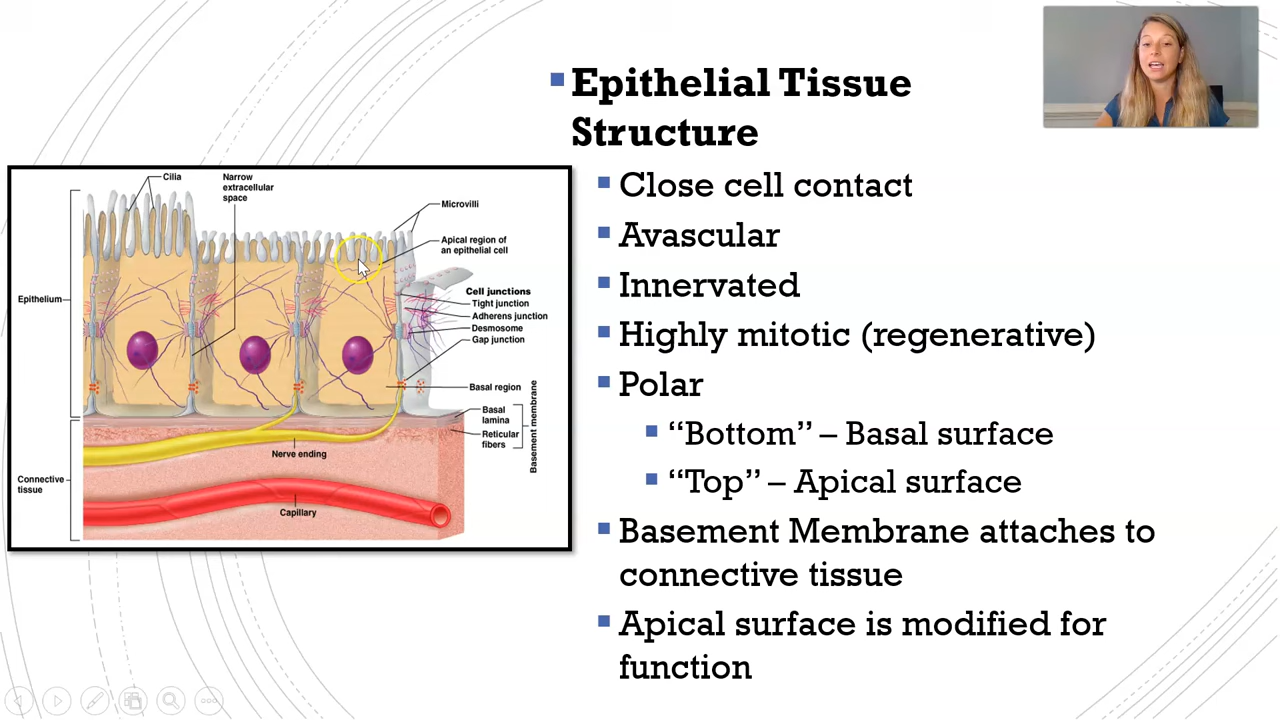 Epithelial Tissue
Structure
Close cell contact
Avascular
Innervated
Highly mitotic (regenerative)
Polar
“Bottom” – Basal surface
“Top” – Apical surface
Basement Membrane attaches to
connective tissue
Apical surface is modified for
function
Cilia
Narrow
extracellular
space
Microvilli
Apical region of
an epithelial cell
Cell junctions
Tight junction
Adherens junction
Desmosome
Gap junction
Epithelium
Basal region
Basal
lamina
Reticular
fibers
Basement membrane
Nerve ending
Connective
tissue
Capillary